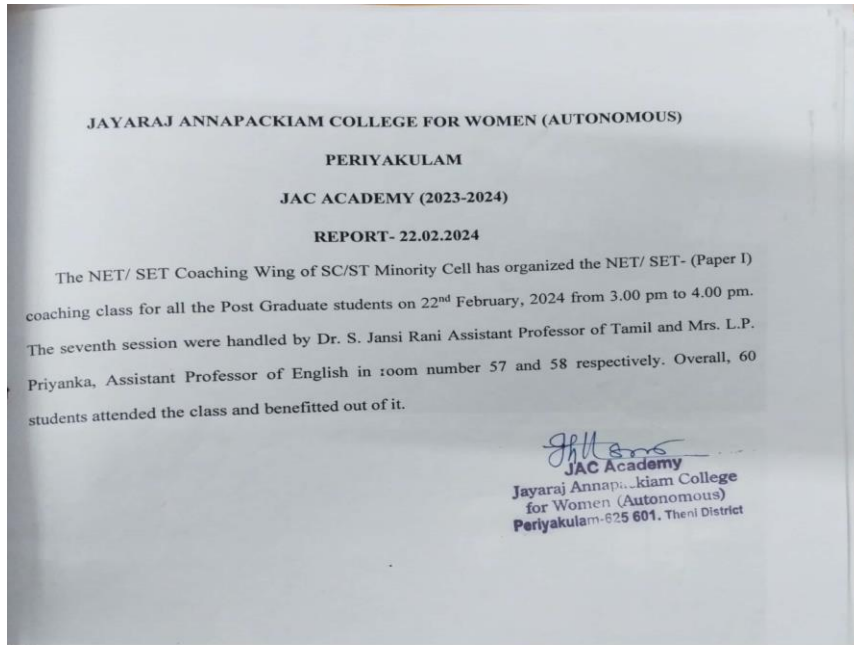 JAYARAJ ANNAPACKIAM COLLEGE FOR WOMEN (AUTONOMOUS)
PERIYAKULAM
JAC ACADEMY (2023-2024)
REPORT- 22.02.2024
The NET/ SET Coaching Wing of SC/ST Minority Cell has organized the NET/ SET- (Paper I)
coaching class for all the Post Graduate students on 22nd February, 2024 from 3.00 pm to 4.00 pm.
The seventh session were handled by Dr. S. Jansi Rani Assistant Professor of Tamil and Mrs. L.P.
Priyanka, Assistant Professor of English in room number 57 and 58 respectively. Overall, 60
students attended the class and benefitted out of it.
JAC Academy
Jayaraj Annapackiam College
for Women (Autonomous)
Periyakulam-625 601. Theni District